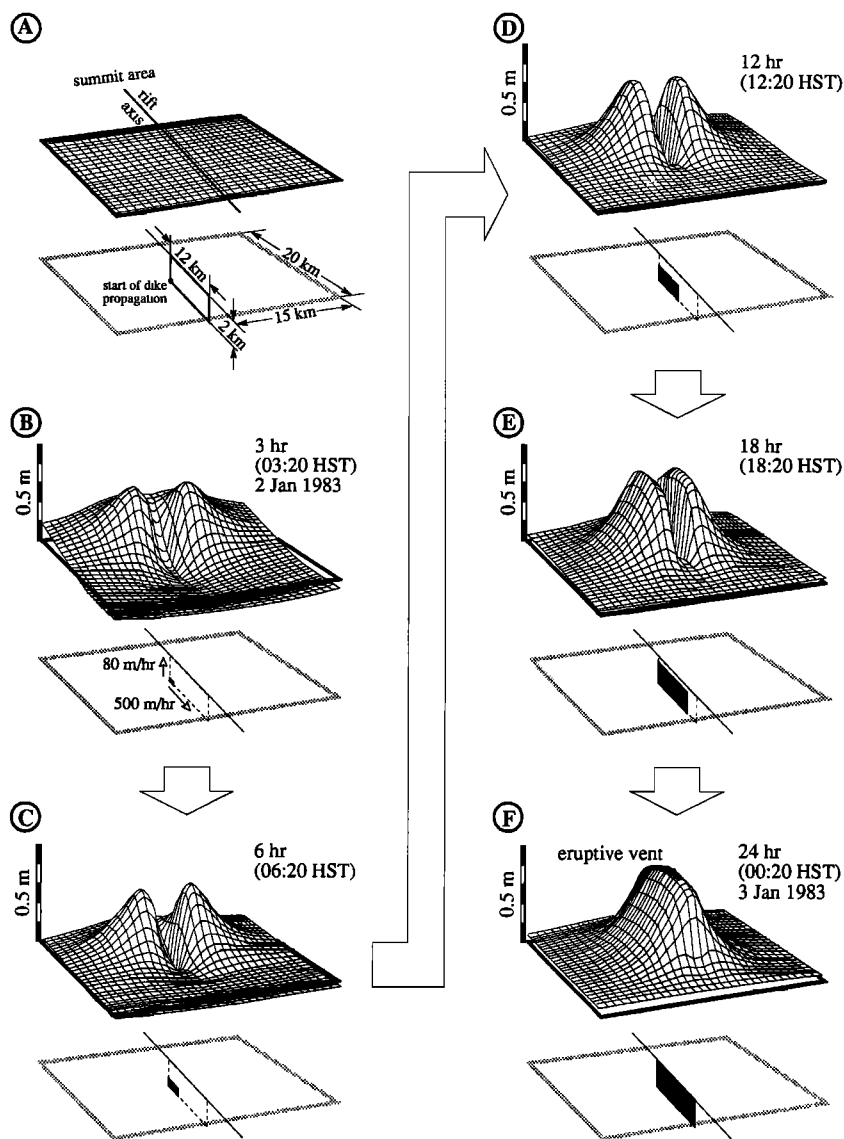 A
summit area
rift
axis
12 km
start of dike
propagation
20 km
15 km
2 km
B
0.5 m
3 hr
(03:20 HST)
2 Jan 1983
80 m/hr
500 m/hr
C
0.5 m
6 hr
(06:20 HST)
D
0.5 m
12 hr
(12:20 HST)
E
0.5 m
18 hr
(18:20 HST)
F
0.5 m
eruptive vent
24 hr
(00:20 HST)
3 Jan 1983